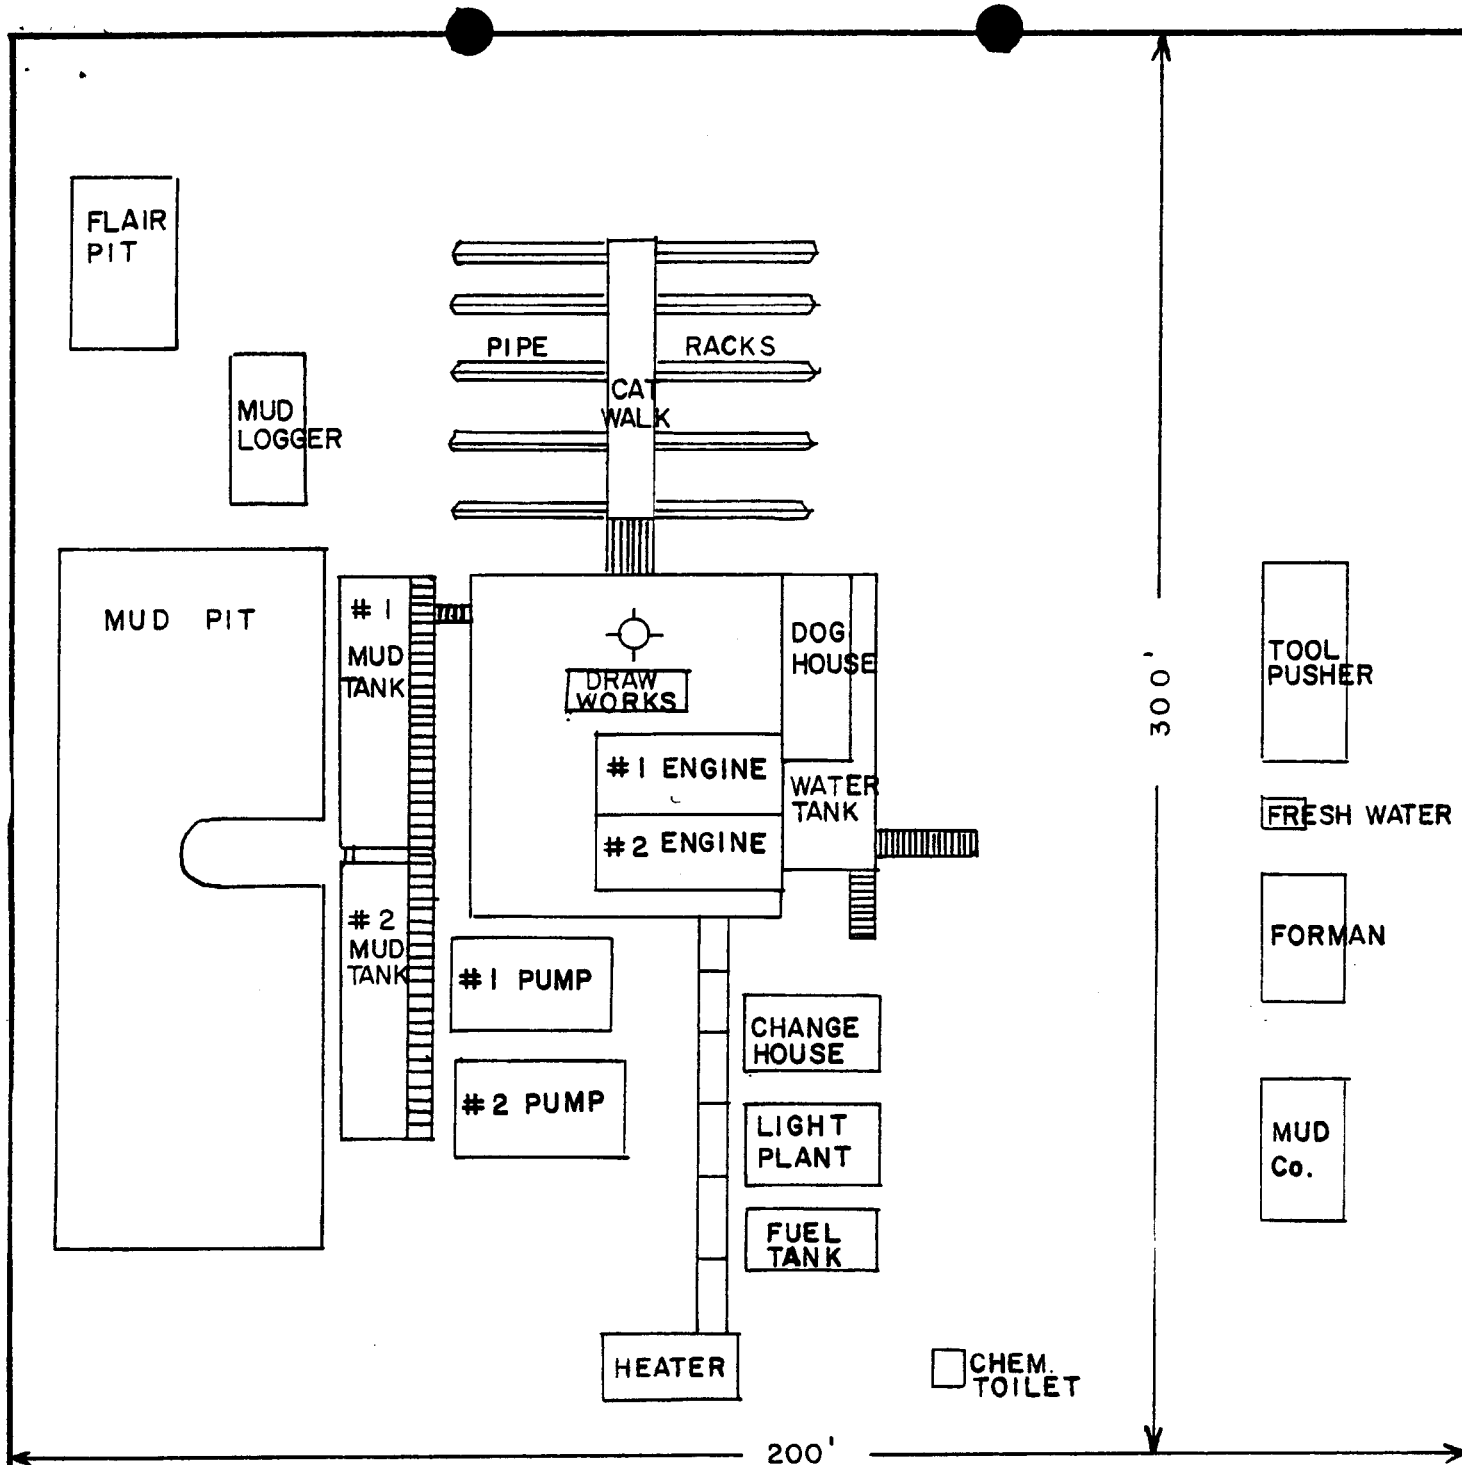 FLAIR
PIT
MUD
LOGGER
PIPE RACKS
CAT
WALK
MUD PIT
# 1
MUD
TANK
DRAW
WORKS
DOG
HOUSE
#1 ENGINE
#2 ENGINE
WATER
TANK
300'
TOOL
PUSHER
FRESH WATER
FORMAN
MUD
Co.
# 2
MUD
TANK
#1 PUMP
#2 PUMP
CHANGE
HOUSE
LIGHT
PLANT
FUEL
TANK
HEATER
CHEM.
TOILET
200'